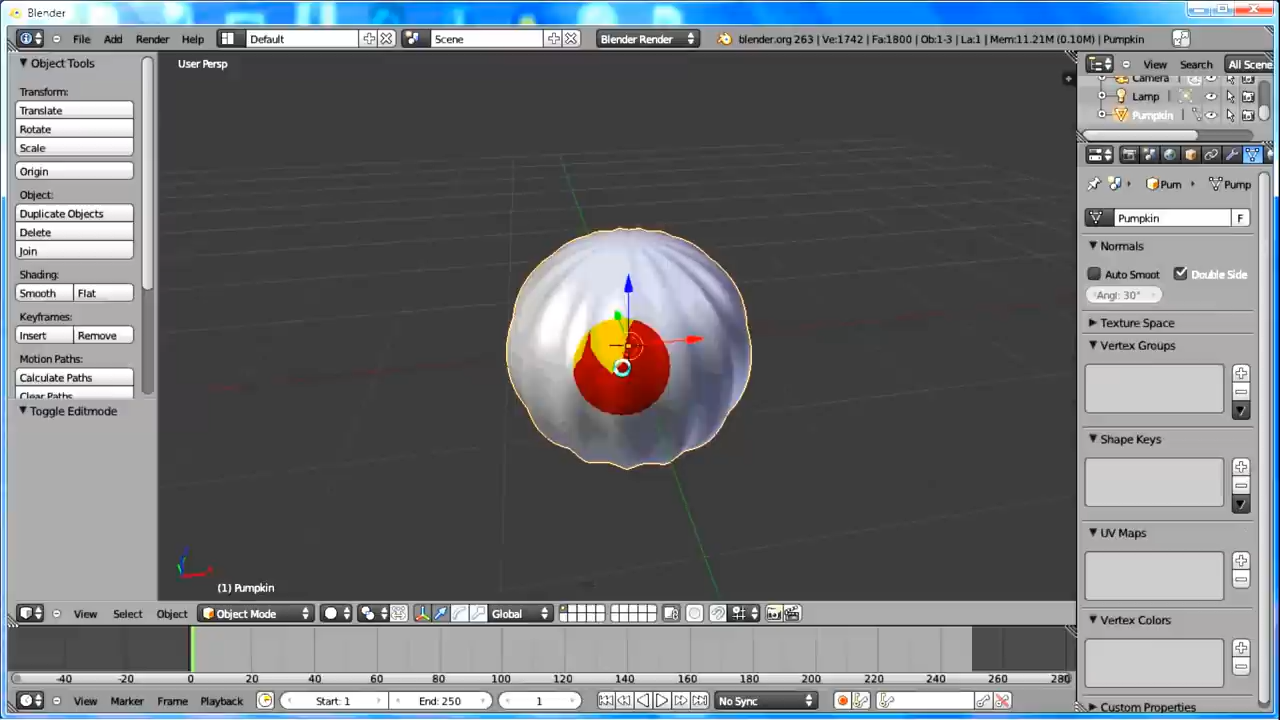 Blender
File Add Render Help Default Scene Blender Render blender.org 263 | Ve:1742 | Fa:1800 | Ob:1-3 | La:1 | Mem:11.21M (0.10M) | Pumpkin
Object Tools
Transform:
Translate
Rotate
Scale
Origin
Object:
Duplicate Objects
Delete
Join
Shading:
Smooth Flat
Keyframes:
Insert Remove
Motion Paths:
Calculate Paths
Clear Paths
Toggle Editmode
User Persp
(1) Pumpkin
View Select Object Object Mode Global
View Search All Scene
Camera
Lamp
Pumpkin
Pum Pump
Pumpkin F
Normals
Auto Smoot Double Side
Angl: 30°
Texture Space
Vertex Groups
Shape Keys
UV Maps
Vertex Colors
Custom Properties
-40 -20 0 20 40 60 80 100 120 140 160 180 200 220 240 260 280
View Marker Frame Playback Start: 1 End: 250 1 No Sync